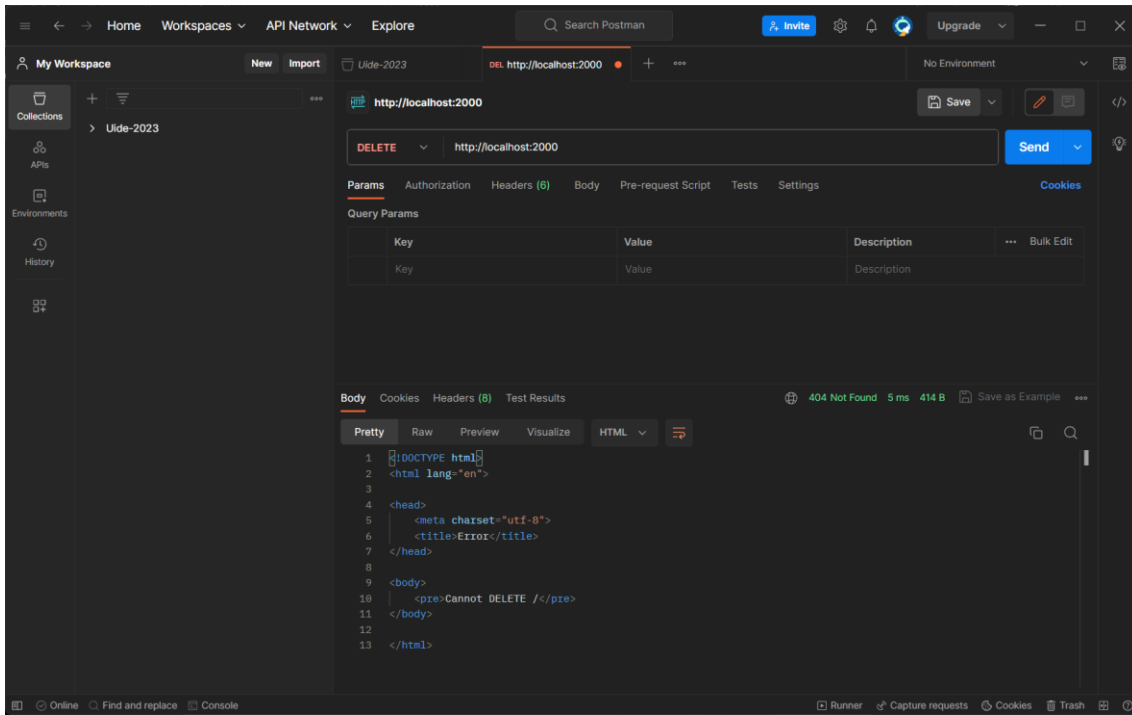 Home Workspaces API Network Explore Search Postman Invite Upgrade
My Workspace New Import Uide-2023 DEL http://localhost:2000 No Environment
Collections
APIs
Environments
History
Uide-2023
HTTP http://localhost:2000 Save
DELETE http://localhost:2000 Send
Params Authorization Headers (6) Body Pre-request Script Tests Settings Cookies
Query Params
Key Value Description Bulk Edit
Key Value Description
Body Cookies Headers (8) Test Results 404 Not Found 5 ms 414 B Save as Example
Pretty Raw Preview Visualize HTML
1 <!DOCTYPE html>
2 <html lang="en">
3
4 <head>
5 <meta charset="utf-8">
6 <title>Error</title>
7 </head>
8
9 <body>
10 <pre>Cannot DELETE /</pre>
11 </body>
12
13 </html>
Online Find and replace Console Runner Capture requests Cookies Trash